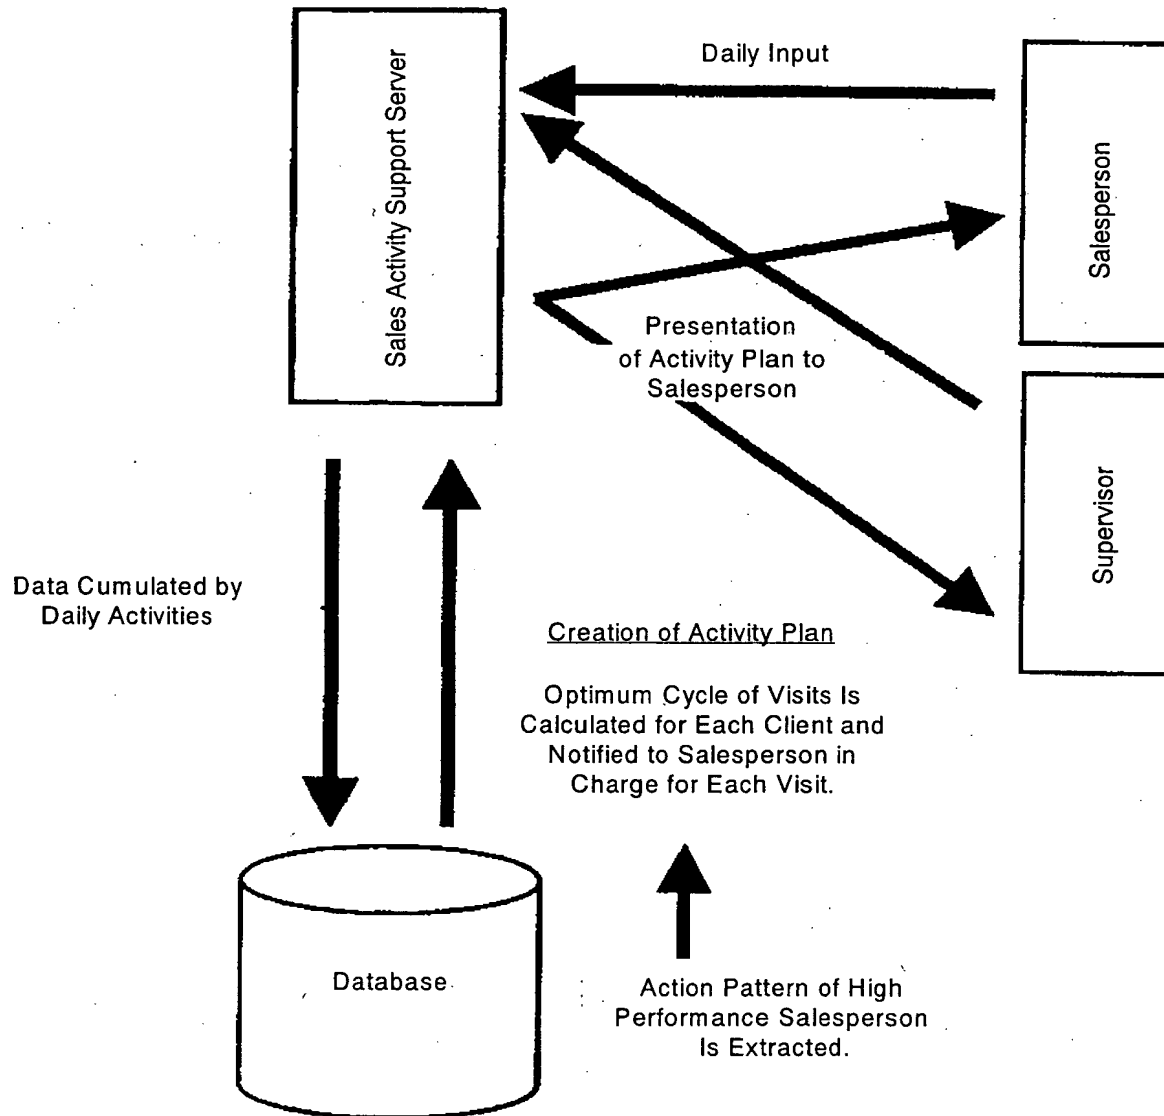 Sales Activity Support Server
Daily Input
Salesperson
Presentation
of Activity Plan to
Salesperson
Supervisor
Data Cumulated by
Daily Activities
Creation of Activity Plan
Optimum Cycle of Visits Is
Calculated for Each Client and
Notified to Salesperson in
Charge for Each Visit.
Database
Action Pattern of High
Performance Salesperson
Is Extracted.